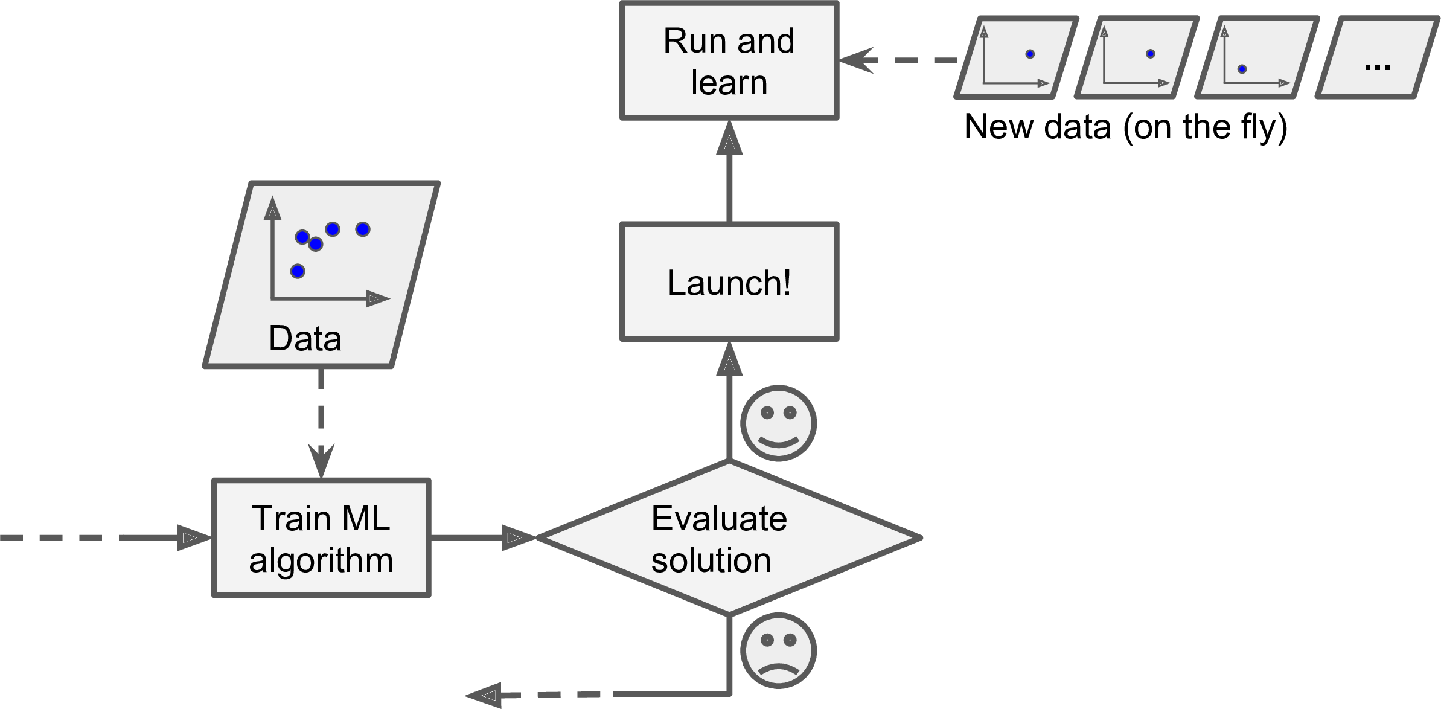 Run and
learn
...
New data (on the fly)
Data
Launch!
Train ML
algorithm
Evaluate
solution